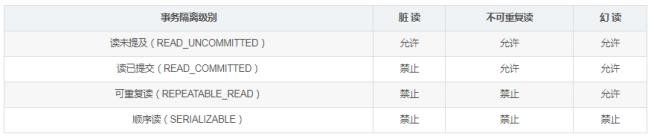 事务隔离级别 脏 读 不可重复读 幻 读
读未提及（READ_UNCOMMITTED） 允许 允许 允许
读已提交（READ_COMMITTED） 禁止 允许 允许
可重复读（REPEATABLE_READ） 禁止 禁止 允许
顺序读（SERIALIZABLE） 禁止 禁止 禁止